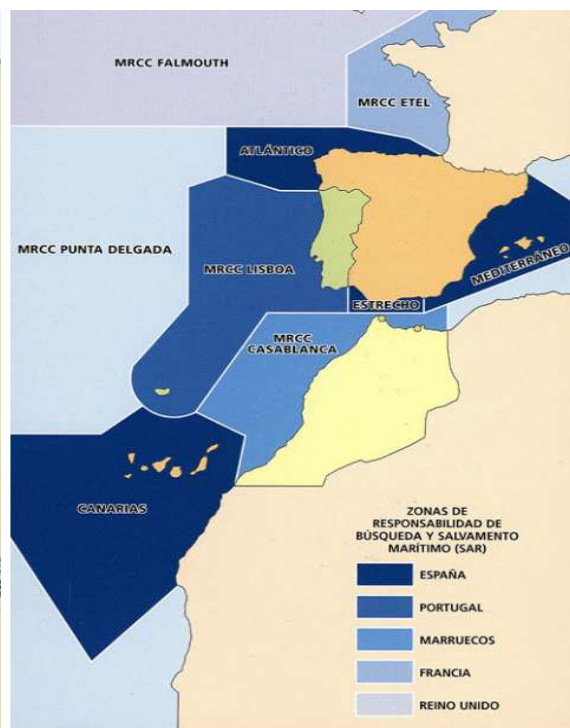 MRCC FALMOUTH
MRCC ETEL
ATLÁNTICO
MRCC PUNTA DELGADA
MRCC LISBOA
MEDITERRÁNEO
ESTRECHO
MRCC
CASABLANCA
CANARIAS
ZONAS DE
RESPONSABILIDAD DE
BÚSQUEDA Y SALVAMENTO
MARÍTIMO (SAR)
ESPAÑA
PORTUGAL
MARRUECOS
FRANCIA
REINO UNIDO